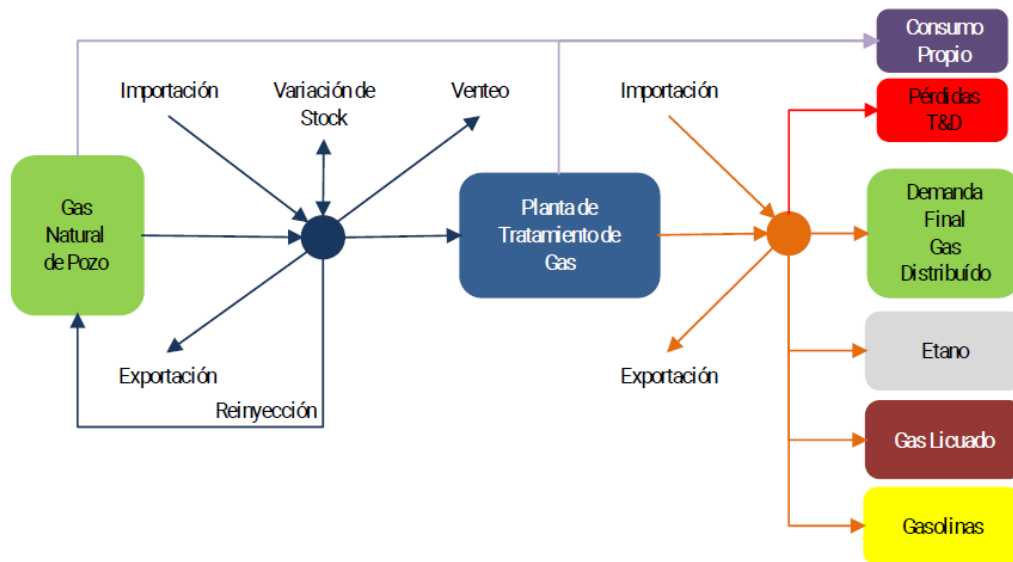 Consumo
Propio
Importación
Variación de
Stock
Venteo
Importación
Pérdidas
T&D
Gas
Natural
de Pozo
Planta de
Tratamiento de
Gas
Demanda
Final
Gas
Distribuído
Exportación
Exportación
Etano
Reinyección
Gas Licuado
Gasolinas